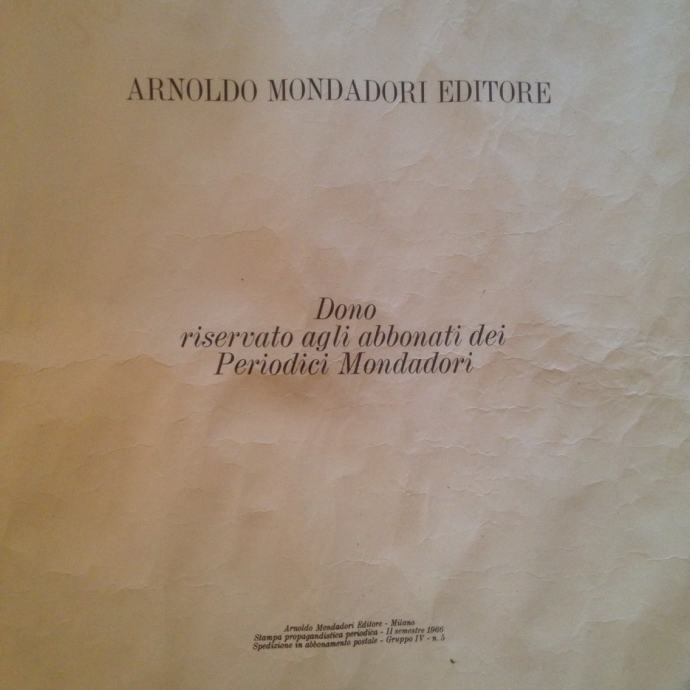 ARNOLDO MONDADORI EDITORE
Dono
riservato agli abbonati dei
Periodici Mondadori
Arnoldo Mondadori Editore - Milano
Stampa propagandistica periodica - II semestre 1966
Spedizione in abbonamento postale - Gruppo IV - n. 5